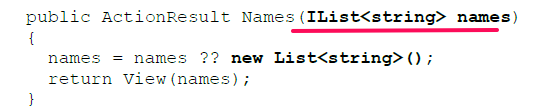 public ActionResult Names(IList<string> names)
{
names = names ?? new List<string>();
return View(names);
}